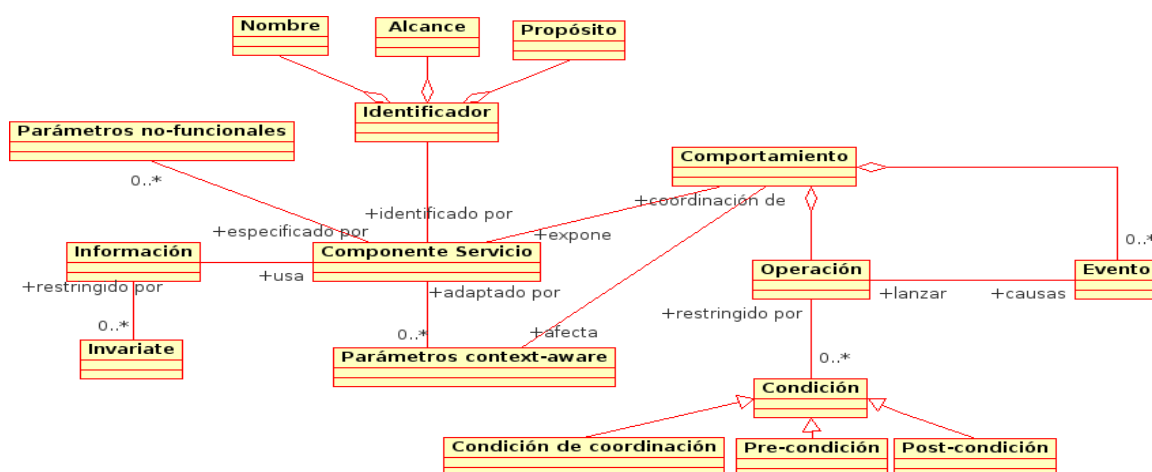 Nombre
Alcance
Propósito
Identificador
Parámetros no-funcionales
0..*
Comportamiento
+coordinación de
+identificado por
+especificado por
+expone
0..*
Información
Componente Servicio
Operación
Evento
+usa
+restringido por
+adaptado por
+lanzar
+causas
+restringido por
0..*
0..*
+afecta
Invariate
Parámetros context-aware
0..*
Condición
Condición de coordinación
Pre-condición
Post-condición